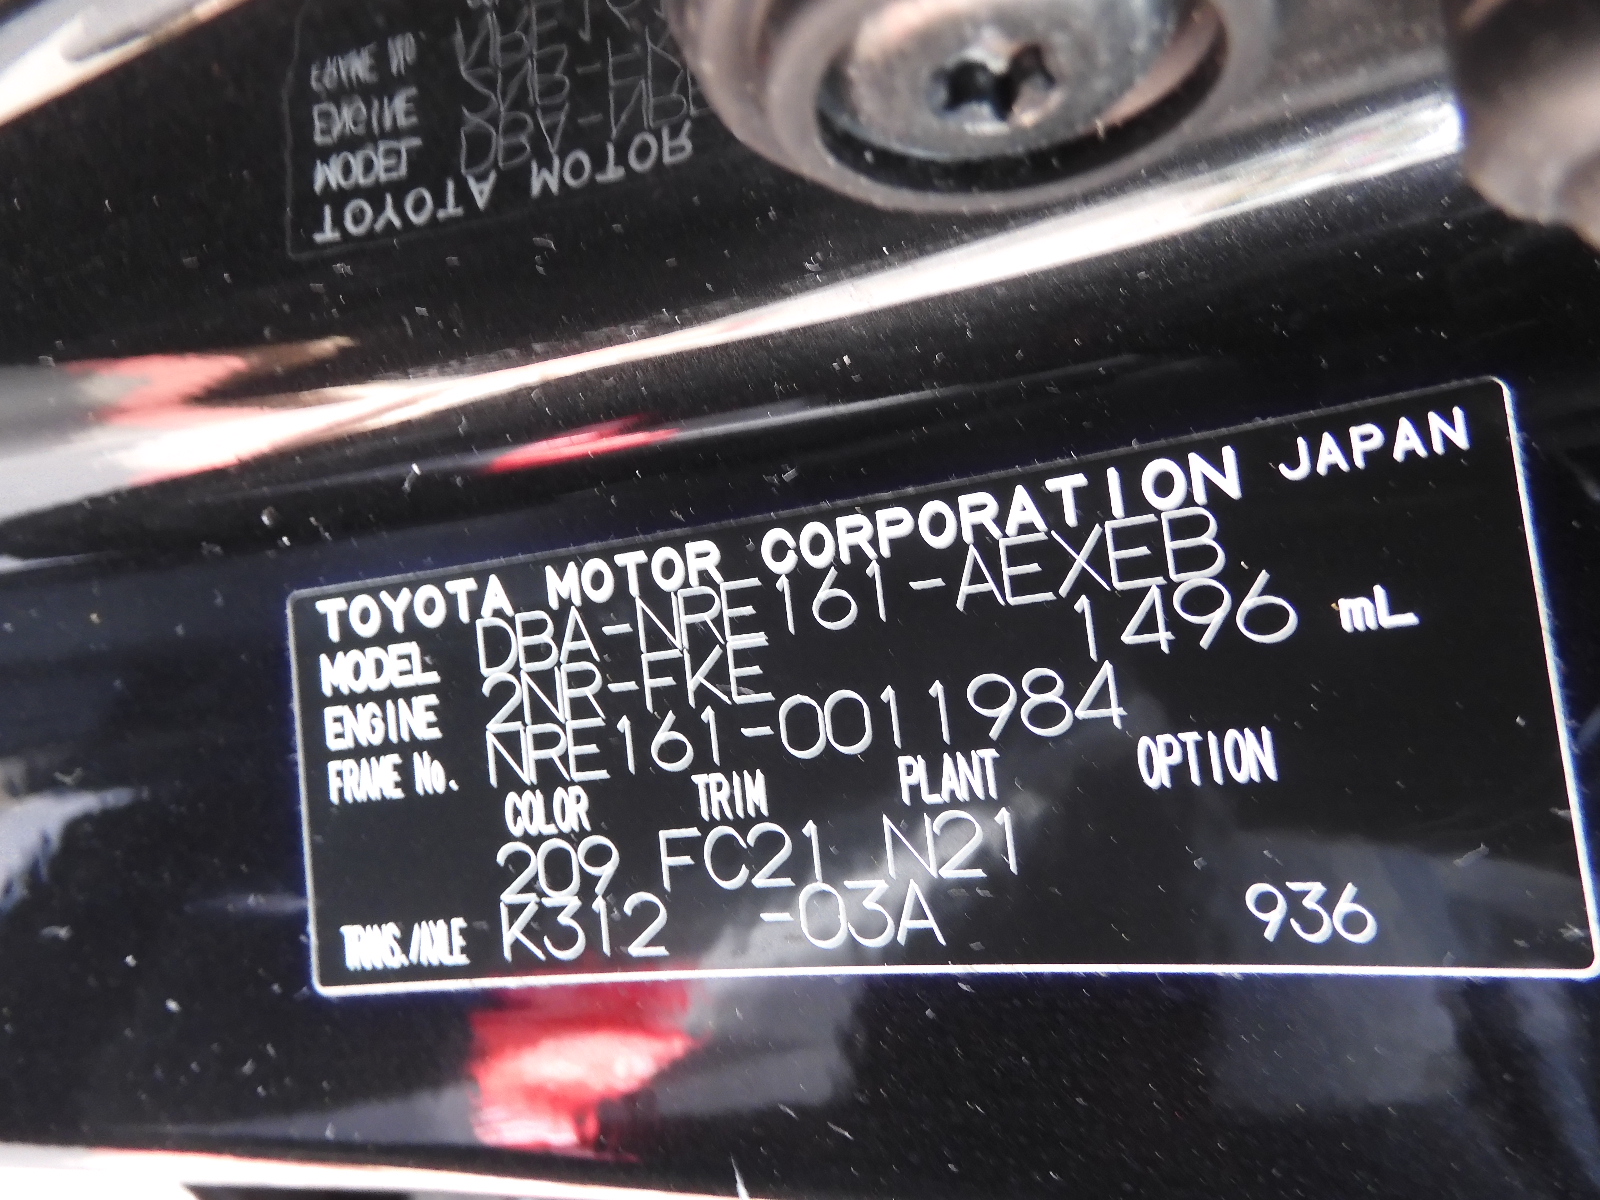 TOYOTA MOTOR CORPORATION JAPAN
MODEL DBA-NRE161-AEXEB
ENGINE 2NR-FKE 1496 mL
FRAME No. NRE161-0011984
COLOR TRIM PLANT OPTION
209 FC21 N21
TRANS./AXLE K312 -03A 936